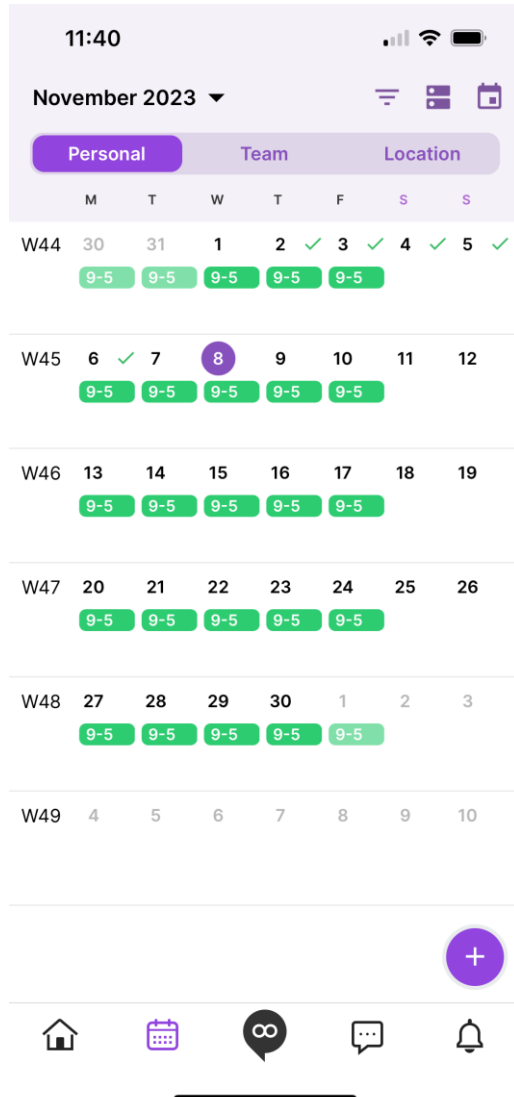 11:40
November 2023
Personal Team Location
M T W T F S S
W44 30 31 1 2 3 4 5
9-5 9-5 9-5 9-5 9-5
W45 6 7 8 9 10 11 12
9-5 9-5 9-5 9-5 9-5
W46 13 14 15 16 17 18 19
9-5 9-5 9-5 9-5 9-5
W47 20 21 22 23 24 25 26
9-5 9-5 9-5 9-5 9-5
W48 27 28 29 30 1 2 3
9-5 9-5 9-5 9-5 9-5
W49 4 5 6 7 8 9 10